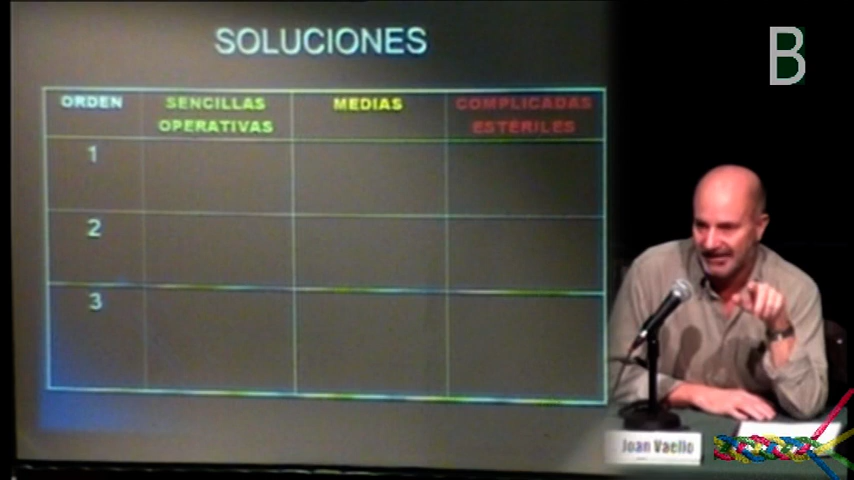 SOLUCIONES
B
ORDEN
SENCILLAS
OPERATIVAS
MEDIAS
COMPLICADAS
ESTÉRILES
1
2
3
Joan Vaello